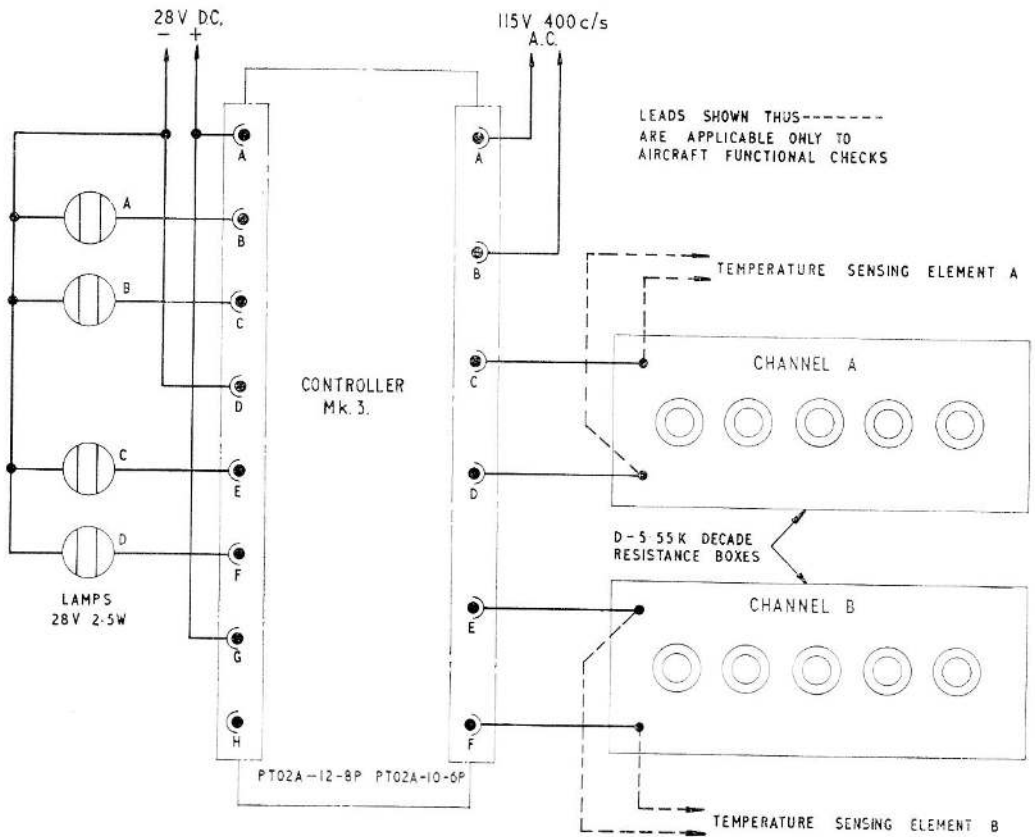 28V D.C.
- +
115V 400c/s
A.C.
LEADS SHOWN THUS------
ARE APPLICABLE ONLY TO
AIRCRAFT FUNCTIONAL CHECKS
A
A
A
B
B
B
B
C
TEMPERATURE SENSING ELEMENT A
CONTROLLER
Mk.3.
C
CHANNEL A
D
C
E
D
D
F
D-5·55K DECADE
RESISTANCE BOXES
LAMPS
28V 2·5W
E
CHANNEL B
G
H
F
PT02A-12-8P PT02A-10-6P
TEMPERATURE SENSING ELEMENT B